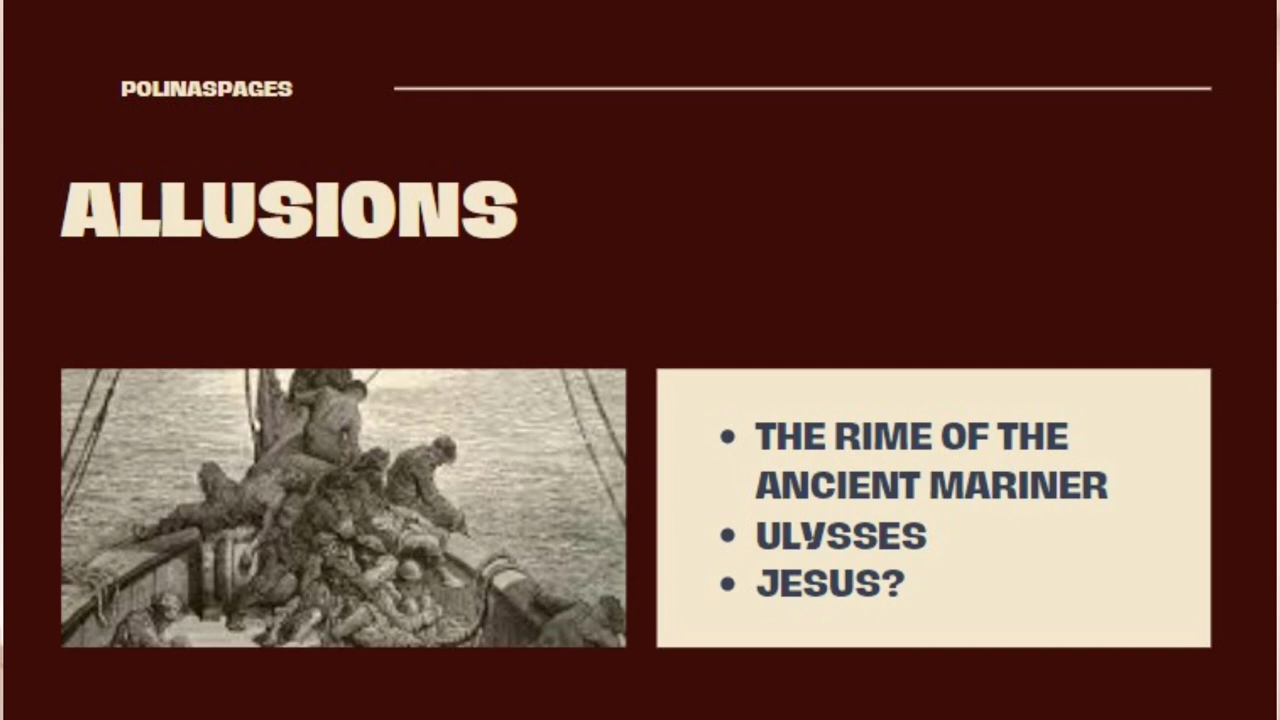 POLINASPAGES
ALLUSIONS
• THE RIME OF THE
ANCIENT MARINER
• ULYSSES
• JESUS?